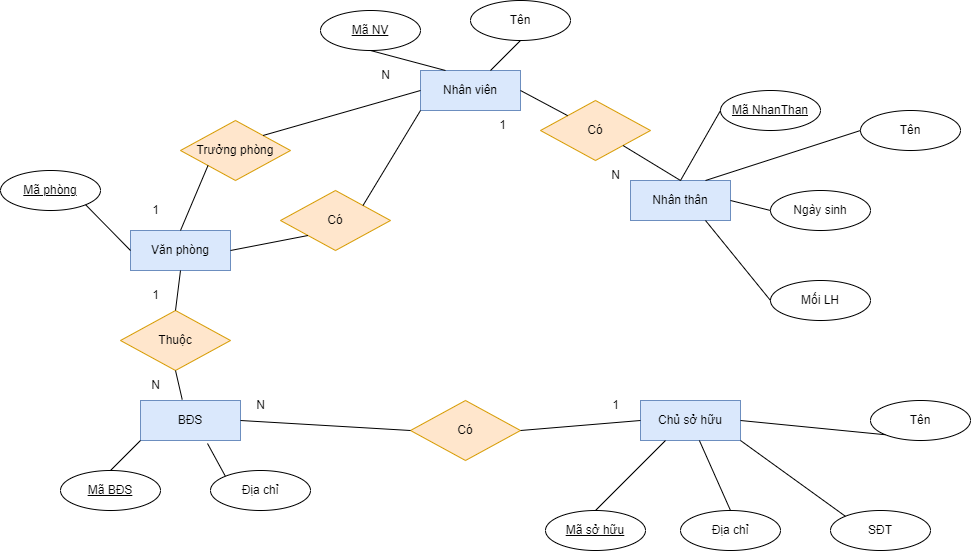 Tên
Mã NV
N
Nhân viên
Mã NhanThan
1
Có
Tên
Trưởng phòng
N
Mã phòng
Nhân thân
1
Có
Ngày sinh
Văn phòng
1
Mối LH
Thuộc
N
N
1
BĐS
Có
Chủ sở hữu
Tên
Mã BĐS
Địa chỉ
Mã sở hữu
Địa chỉ
SĐT